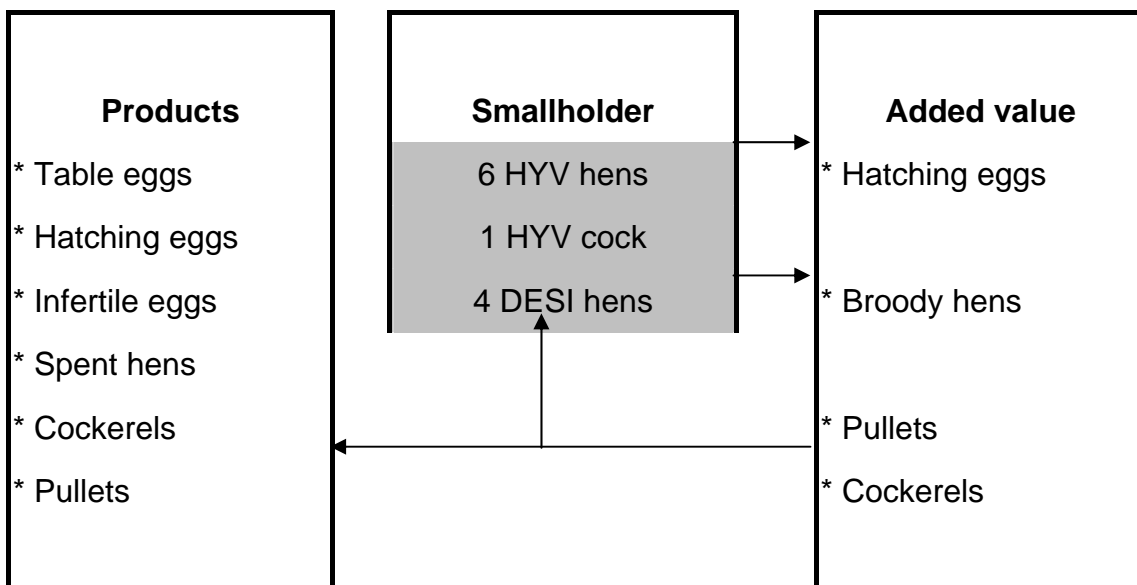 Products
* Table eggs
* Hatching eggs
* Infertile eggs
* Spent hens
* Cockerels
* Pullets
Smallholder
6 HYV hens
1 HYV cock
4 DESI hens
Added value
* Hatching eggs
* Broody hens
* Pullets
* Cockerels